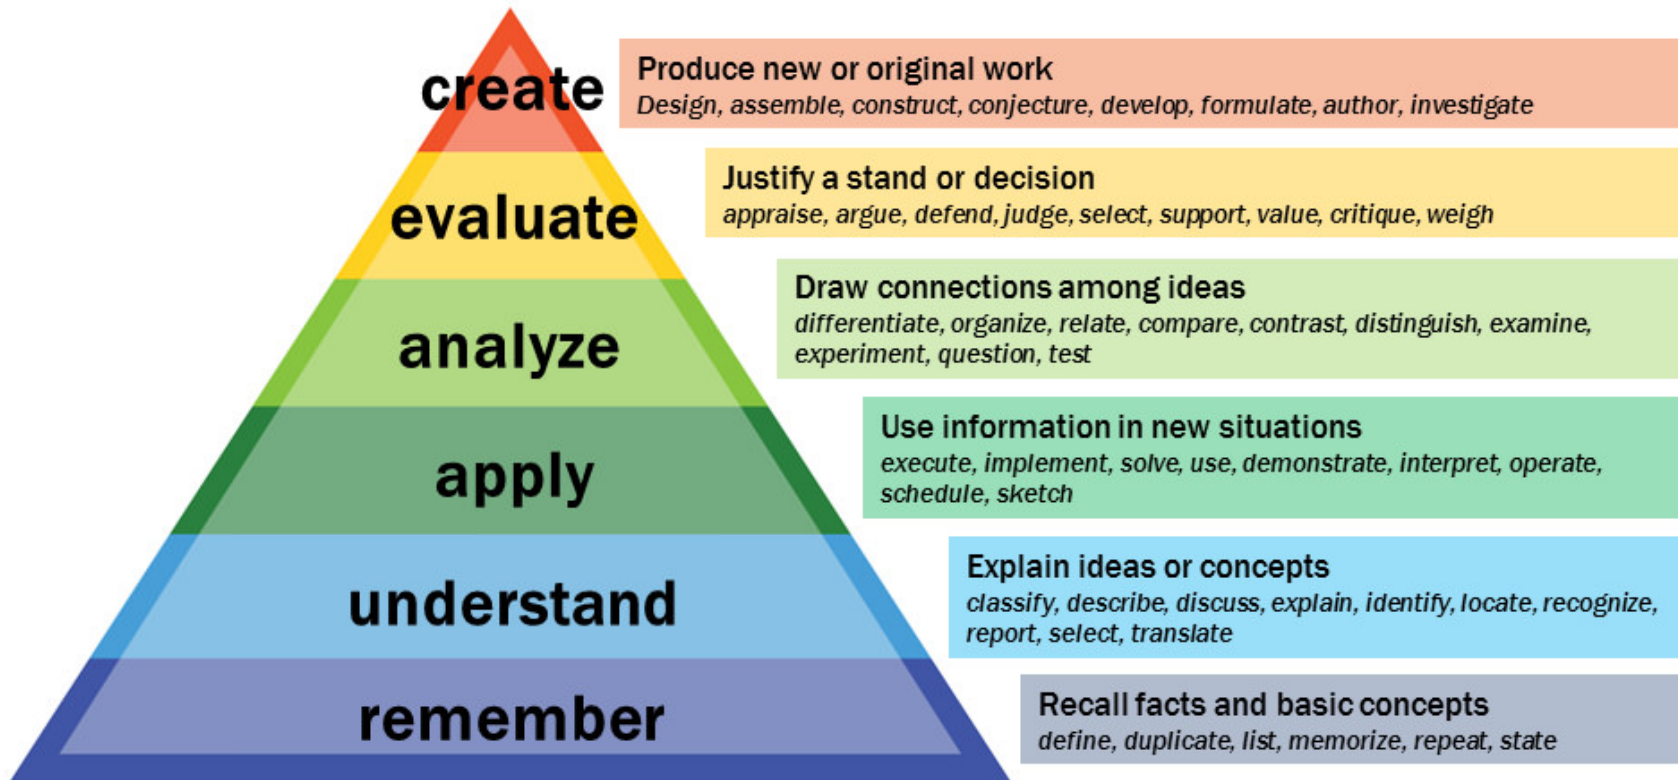 create
Produce new or original work
Design, assemble, construct, conjecture, develop, formulate, author, investigate
evaluate
Justify a stand or decision
appraise, argue, defend, judge, select, support, value, critique, weigh
analyze
Draw connections among ideas
differentiate, organize, relate, compare, contrast, distinguish, examine,
experiment, question, test
apply
Use information in new situations
execute, implement, solve, use, demonstrate, interpret, operate,
schedule, sketch
understand
Explain ideas or concepts
classify, describe, discuss, explain, identify, locate, recognize,
report, select, translate
remember
Recall facts and basic concepts
define, duplicate, list, memorize, repeat, state